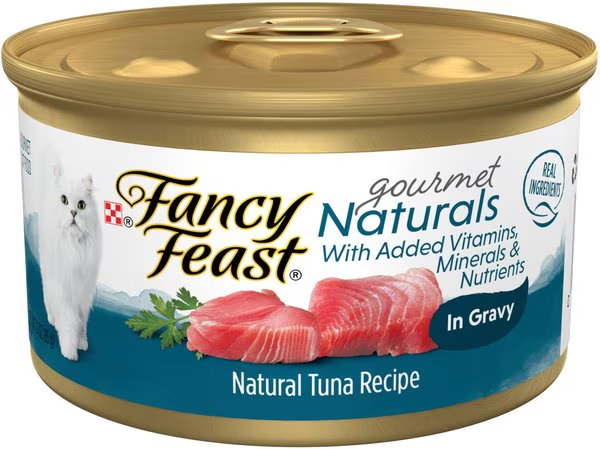 Fancy
Feast®
gourmet
Naturals
With Added Vitamins,
Minerals &
Nutrients
REAL
INGREDIENTS
In Gravy
Natural Tuna Recipe